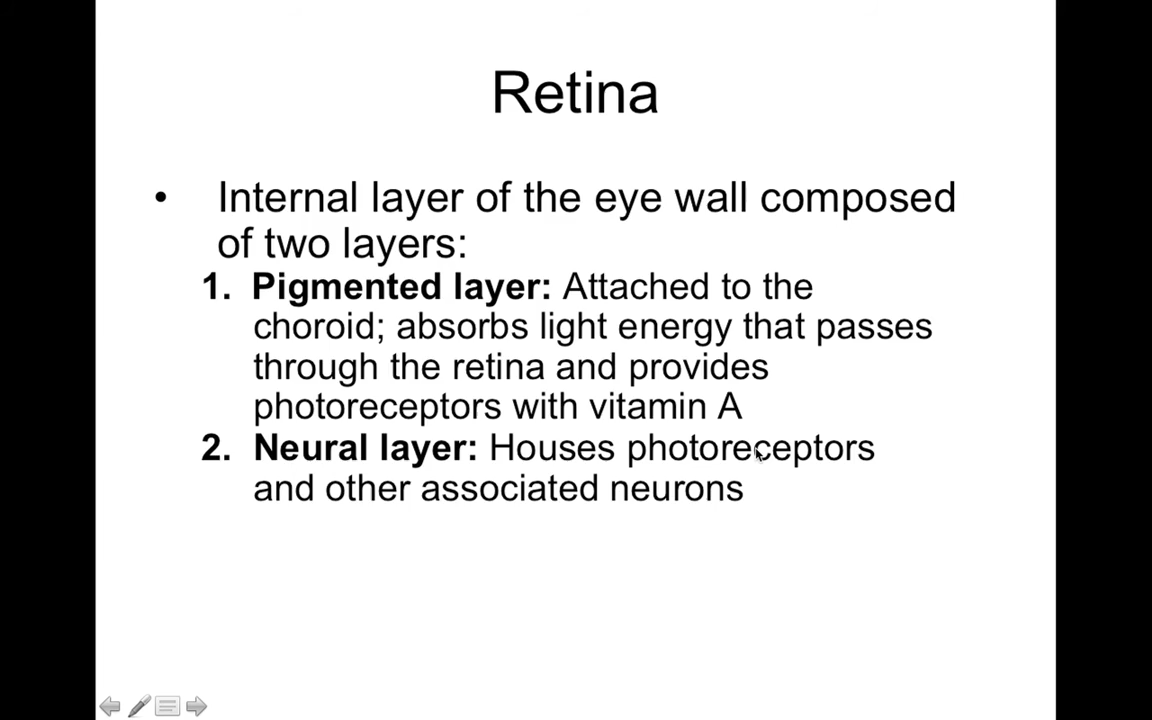 Retina
• Internal layer of the eye wall composed
of two layers:
1. Pigmented layer: Attached to the
choroid; absorbs light energy that passes
through the retina and provides
photoreceptors with vitamin A
2. Neural layer: Houses photoreceptors
and other associated neurons